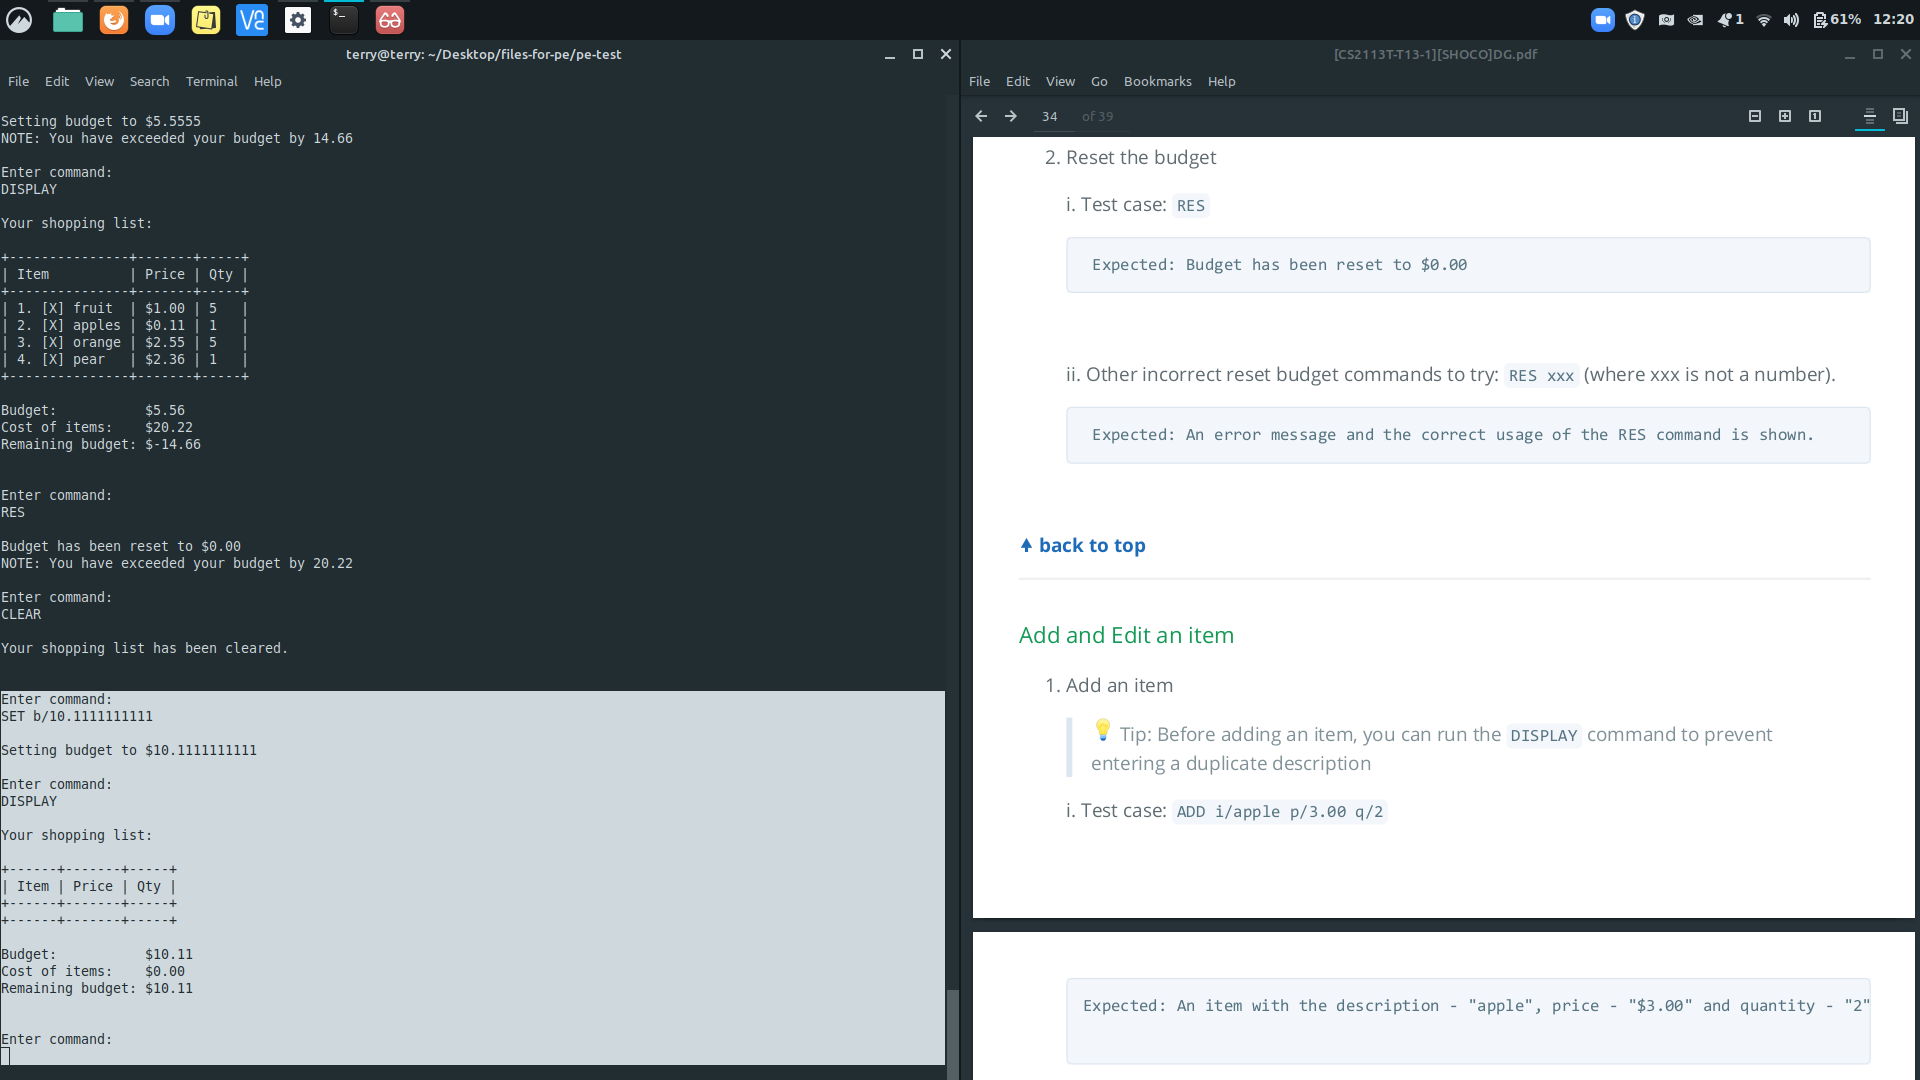 1
61%
12:20
terry@terry: ~/Desktop/files-for-pe/pe-test
File Edit View Search Terminal Help
Setting budget to $5.5555
NOTE: You have exceeded your budget by 14.66
Enter command:
DISPLAY
Your shopping list:
+---------------+-------+-----+
| Item          | Price | Qty |
+---------------+-------+-----+
| 1. [X] fruit  | $1.00 | 5   |
| 2. [X] apples | $0.11 | 1   |
| 3. [X] orange | $2.55 | 5   |
| 4. [X] pear   | $2.36 | 1   |
+---------------+-------+-----+
Budget:           $5.56
Cost of items:    $20.22
Remaining budget: $-14.66
Enter command:
RES
Budget has been reset to $0.00
NOTE: You have exceeded your budget by 20.22
Enter command:
CLEAR
Your shopping list has been cleared.
Enter command:
SET b/10.1111111111
Setting budget to $10.1111111111
Enter command:
DISPLAY
Your shopping list:
+------+-------+-----+
| Item | Price | Qty |
+------+-------+-----+
+------+-------+-----+
Budget:           $10.11
Cost of items:    $0.00
Remaining budget: $10.11
Enter command:
[CS2113T-T13-1][SHOCO]DG.pdf
File Edit View Go Bookmarks Help
34 of 39
2. Reset the budget
i. Test case: RES
Expected: Budget has been reset to $0.00
ii. Other incorrect reset budget commands to try: RES xxx (where xxx is not a number).
Expected: An error message and the correct usage of the RES command is shown.
back to top
Add and Edit an item
1. Add an item
Tip: Before adding an item, you can run the DISPLAY command to prevent
entering a duplicate description
i. Test case: ADD i/apple p/3.00 q/2
Expected: An item with the description - "apple", price - "$3.00" and quantity - "2"